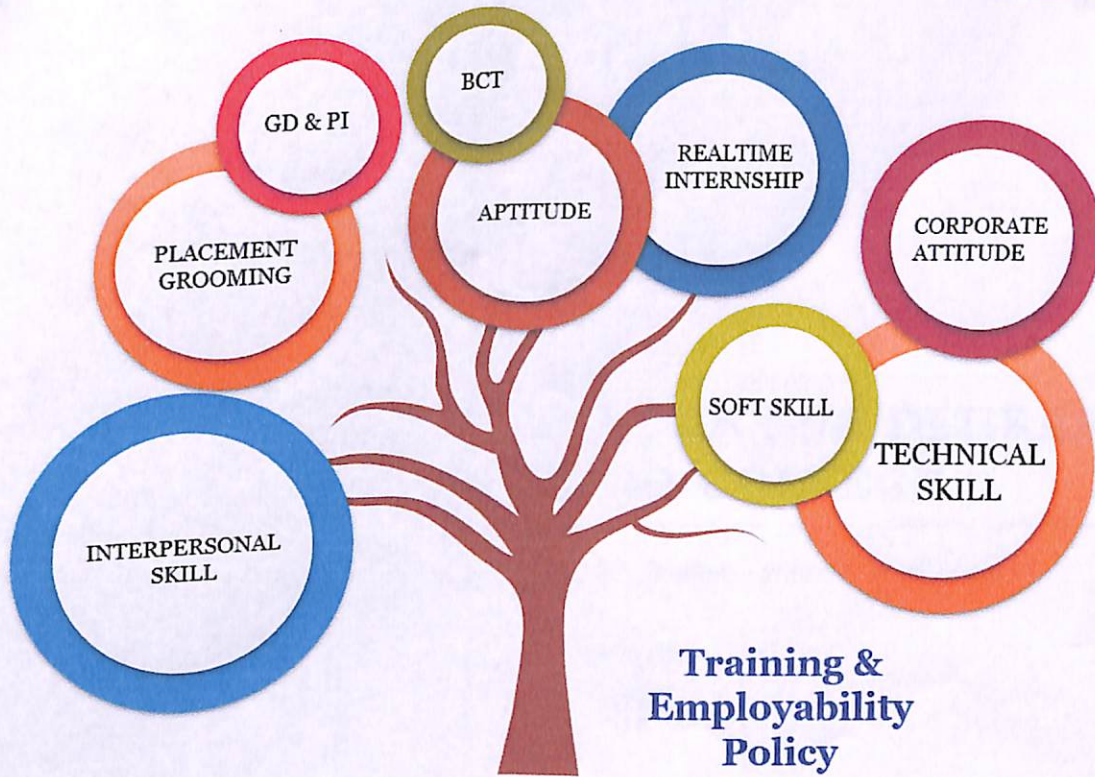 BCT
GD & PI
REALTIME
INTERNSHIP
APTITUDE
CORPORATE
ATTITUDE
PLACEMENT
GROOMING
SOFT SKILL
TECHNICAL
SKILL
INTERPERSONAL
SKILL
Training &
Employability
Policy